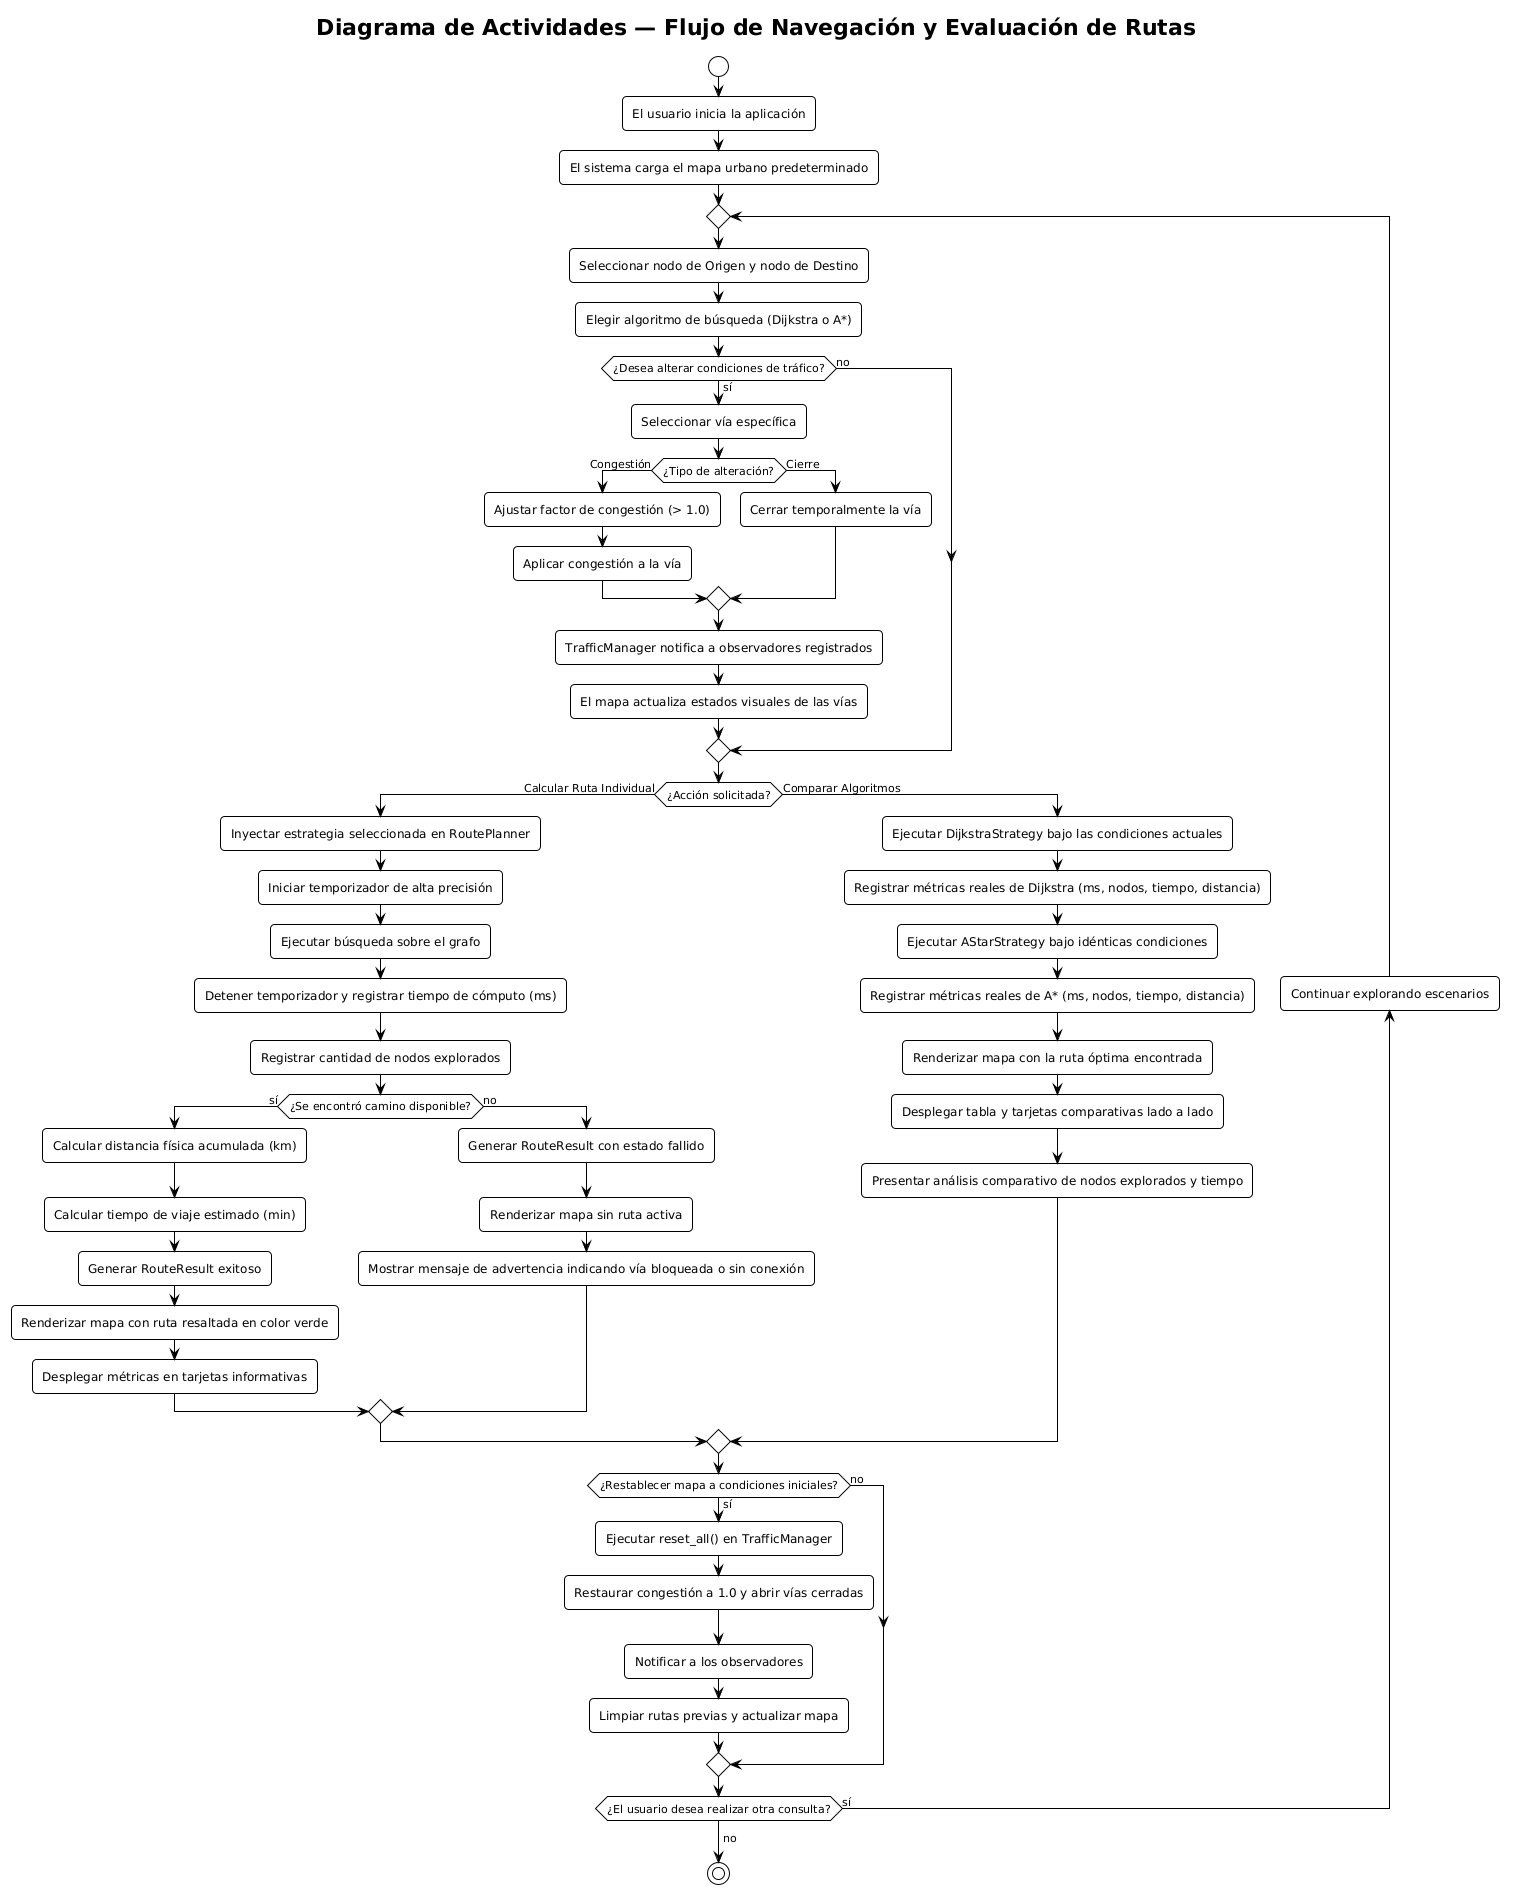 Diagrama de Actividades — Flujo de Navegación y Evaluación de Rutas
El usuario inicia la aplicación
El sistema carga el mapa urbano predeterminado
Seleccionar nodo de Origen y nodo de Destino
Elegir algoritmo de búsqueda (Dijkstra o A*)
¿Desea alterar condiciones de tráfico?
no
sí
Seleccionar vía específica
Congestión
¿Tipo de alteración?
Cierre
Ajustar factor de congestión (> 1.0)
Cerrar temporalmente la vía
Aplicar congestión a la vía
TrafficManager notifica a observadores registrados
El mapa actualiza estados visuales de las vías
Calcular Ruta Individual
¿Acción solicitada?
Comparar Algoritmos
Inyectar estrategia seleccionada en RoutePlanner
Iniciar temporizador de alta precisión
Ejecutar búsqueda sobre el grafo
Detener temporizador y registrar tiempo de cómputo (ms)
Registrar cantidad de nodos explorados
sí
¿Se encontró camino disponible?
no
Calcular distancia física acumulada (km)
Calcular tiempo de viaje estimado (min)
Generar RouteResult exitoso
Renderizar mapa con ruta resaltada en color verde
Desplegar métricas en tarjetas informativas
Generar RouteResult con estado fallido
Renderizar mapa sin ruta activa
Mostrar mensaje de advertencia indicando vía bloqueada o sin conexión
Ejecutar DijkstraStrategy bajo las condiciones actuales
Registrar métricas reales de Dijkstra (ms, nodos, tiempo, distancia)
Ejecutar AStarStrategy bajo idénticas condiciones
Registrar métricas reales de A* (ms, nodos, tiempo, distancia)
Renderizar mapa con la ruta óptima encontrada
Desplegar tabla y tarjetas comparativas lado a lado
Presentar análisis comparativo de nodos explorados y tiempo
Continuar explorando escenarios
¿Restablecer mapa a condiciones iniciales?
no
sí
Ejecutar reset_all() en TrafficManager
Restaurar congestión a 1.0 y abrir vías cerradas
Notificar a los observadores
Limpiar rutas previas y actualizar mapa
¿El usuario desea realizar otra consulta?
sí
no